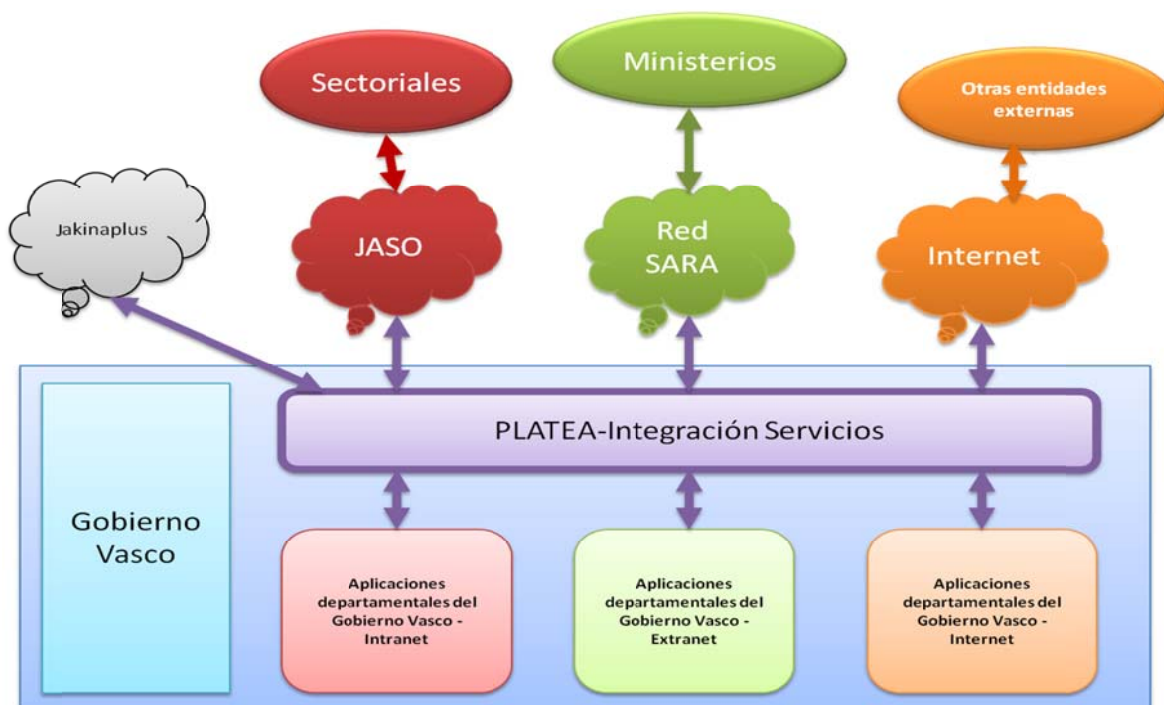 Sectoriales
Ministerios
Otras entidades
externas
Jakinaplus
JASO
Red
SARA
Internet
PLATEA-Integración Servicios
Gobierno
Vasco
Aplicaciones
departamentales del
Gobierno Vasco -
Intranet
Aplicaciones
departamentales del
Gobierno Vasco -
Extranet
Aplicaciones
departamentales del
Gobierno Vasco -
Internet